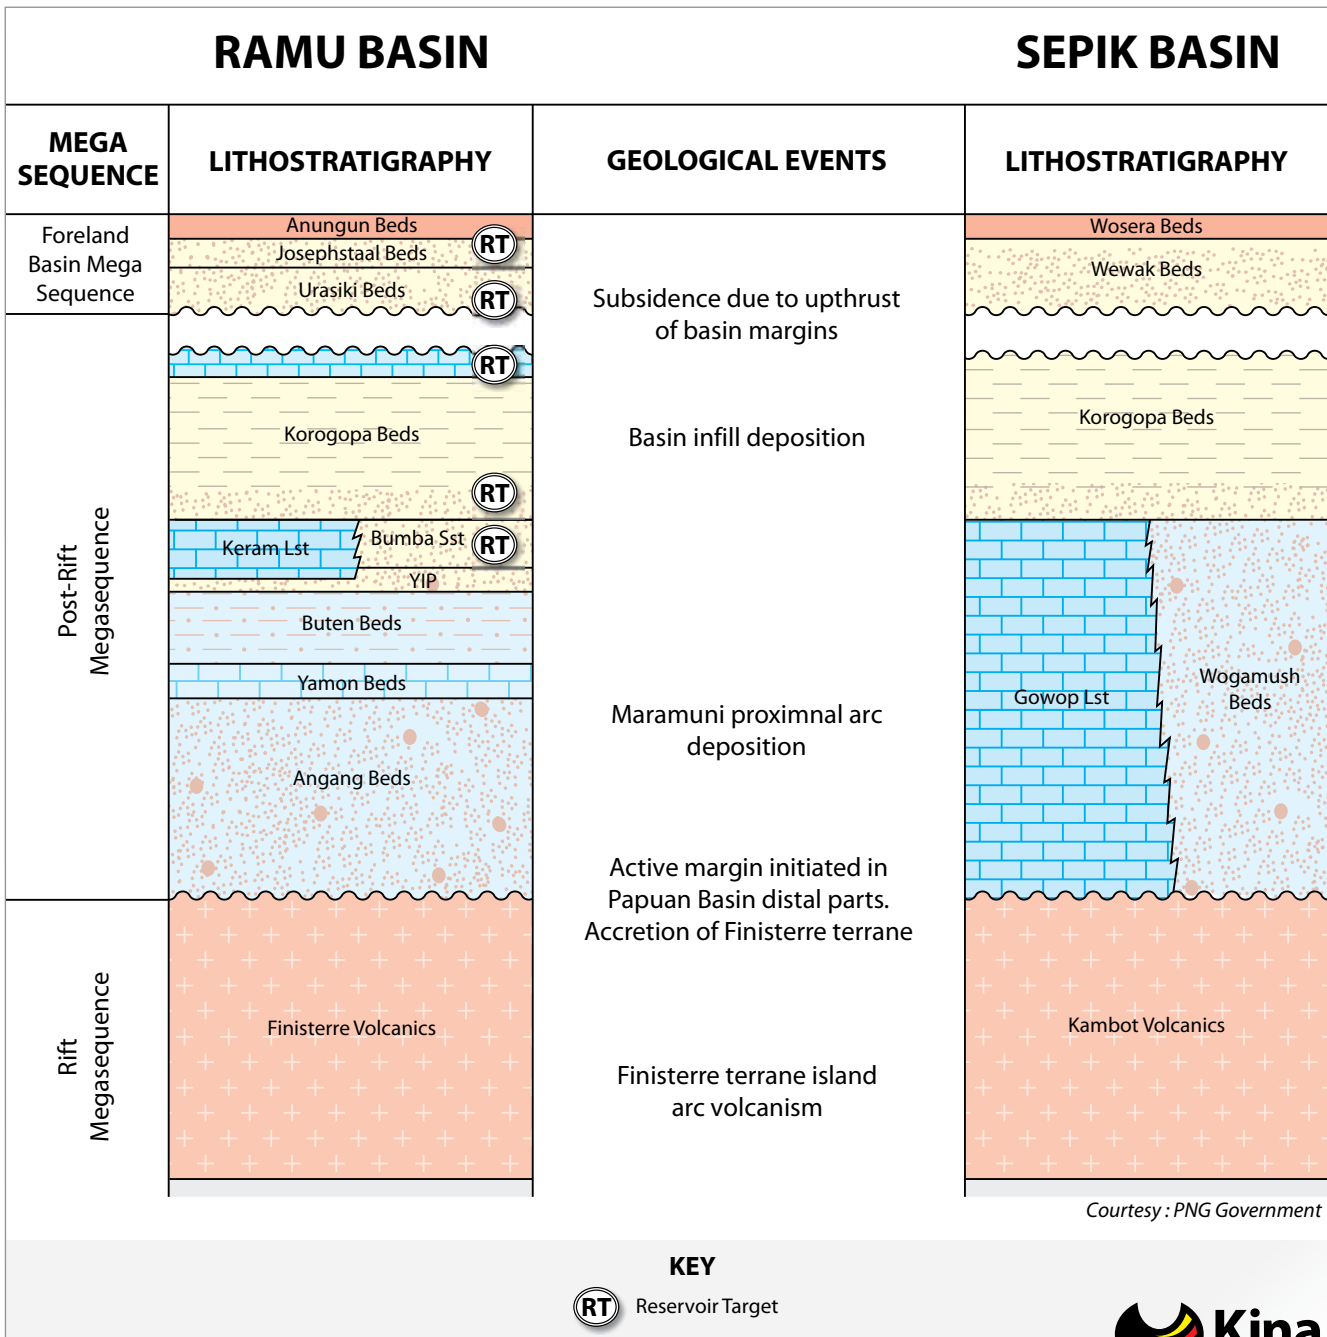 RAMU BASIN
SEPIK BASIN
MEGA
SEQUENCE
LITHOSTRATIGRAPHY
GEOLOGICAL EVENTS
LITHOSTRATIGRAPHY
Foreland
Basin Mega
Sequence
Post-Rift
Megasequence
Rift
Megasequence
Anungun Beds
Josephstaal Beds
RT
Urasiki Beds
RT
RT
Korogopa Beds
RT
Keram Lst
Bumba Sst
RT
YIP
Buten Beds
Yamon Beds
Angang Beds
Finisterre Volcanics
Subsidence due to upthrust
of basin margins
Basin infill deposition
Maramuni proximnal arc
deposition
Active margin initiated in
Papuan Basin distal parts.
Accretion of Finisterre terrane
Finisterre terrane island
arc volcanism
Wosera Beds
Wewak Beds
Korogopa Beds
Gowop Lst
Wogamush
Beds
Kambot Volcanics
Courtesy : PNG Government
KEY
RT Reservoir Target
Kina